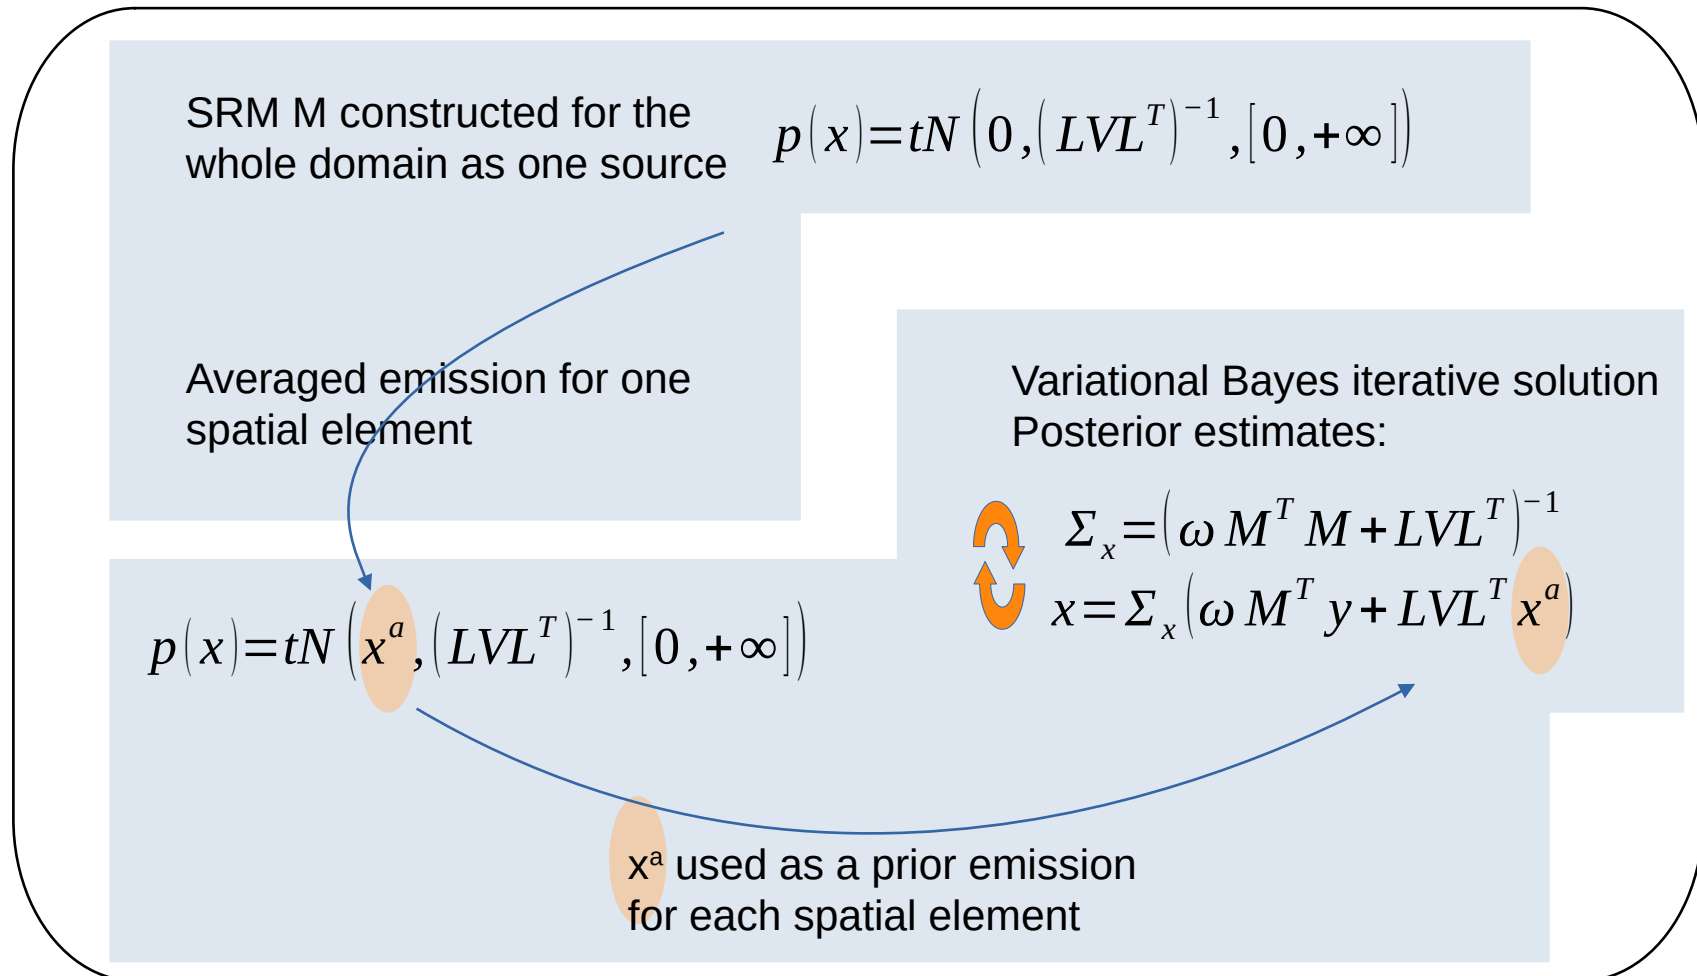 SRM M constructed for the
whole domain as one source
p(x)=tN(0,(LVL^T)^−1,[0,+∞])
Averaged emission for one
spatial element
Variational Bayes iterative solution
Posterior estimates:
Σ_x=(ω M^T M+LVL^T)^−1
x=Σ_x(ω M^T y+LVL^T x^a)
p(x)=tN(x^a,(LVL^T)^−1,[0,+∞])
x^a used as a prior emission
for each spatial element